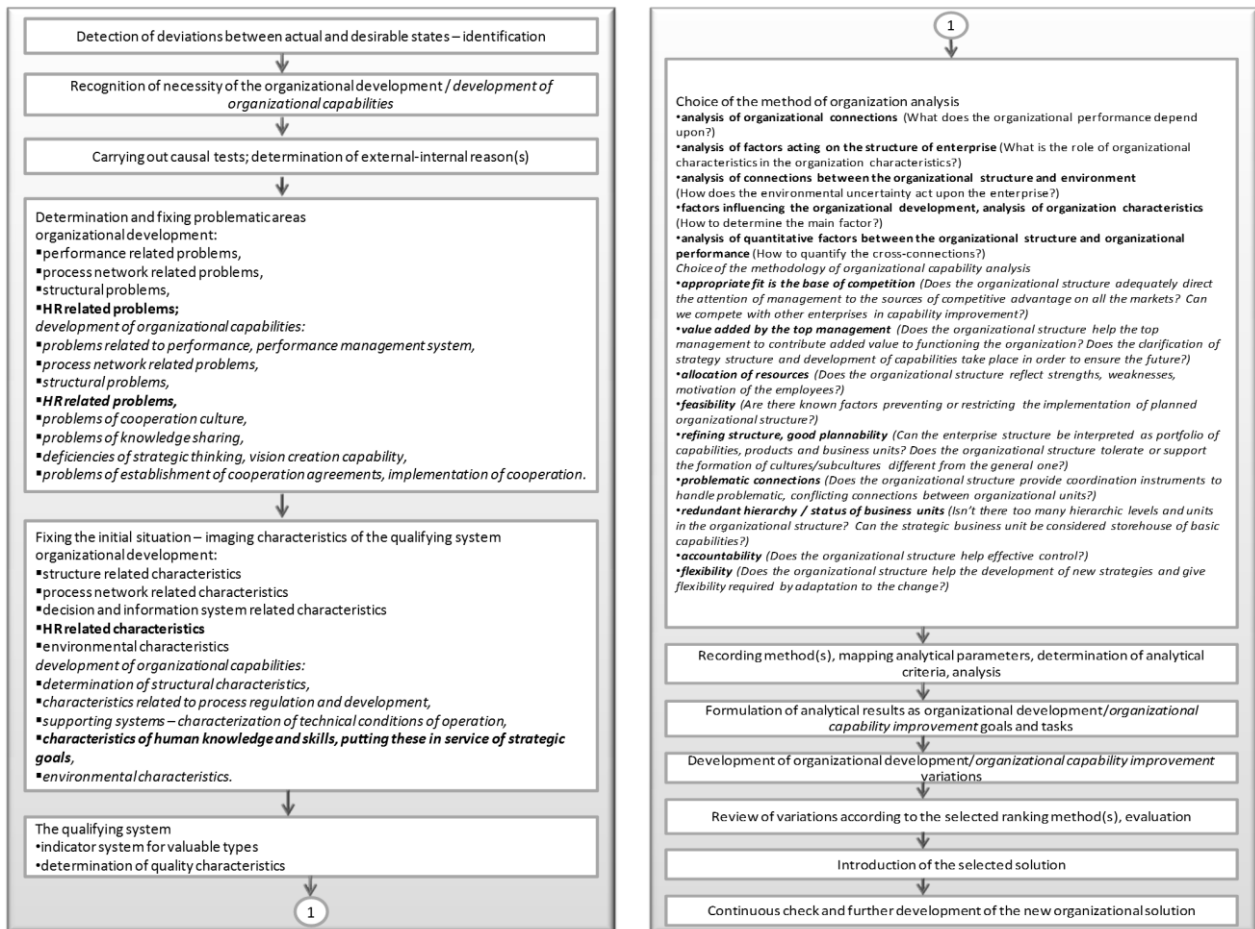 Detection of deviations between actual and desirable states – identification
Recognition of necessity of the organizational development / development of
organizational capabilities
Carrying out causal tests; determination of external-internal reason(s)
Determination and fixing problematic areas
organizational development:
▪performance related problems,
▪process network related problems,
▪structural problems,
▪HR related problems;
development of organizational capabilities:
▪problems related to performance, performance management system,
▪process network related problems,
▪structural problems,
▪HR related problems,
▪problems of cooperation culture,
▪problems of knowledge sharing,
▪deficiencies of strategic thinking, vision creation capability,
▪problems of establishment of cooperation agreements, implementation of cooperation.
Fixing the initial situation – imaging characteristics of the qualifying system
organizational development:
▪structure related characteristics
▪process network related characteristics
▪decision and information system related characteristics
▪HR related characteristics
▪environmental characteristics
development of organizational capabilities:
▪determination of structural characteristics,
▪characteristics related to process regulation and development,
▪supporting systems – characterization of technical conditions of operation,
▪characteristics of human knowledge and skills, putting these in service of strategic
goals,
▪environmental characteristics.
The qualifying system
•indicator system for valuable types
•determination of quality characteristics
1
1
Choice of the method of organization analysis
•analysis of organizational connections (What does the organizational performance depend
upon?)
•analysis of factors acting on the structure of enterprise (What is the role of organizational
characteristics in the organization characteristics?)
•analysis of connections between the organizational structure and environment
(How does the environmental uncertainty act upon the enterprise?)
•factors influencing the organizational development, analysis of organization characteristics
(How to determine the main factor?)
•analysis of quantitative factors between the organizational structure and organizational
performance (How to quantify the cross-connections?)
Choice of the methodology of organizational capability analysis
•appropriate fit is the base of competition (Does the organizational structure adequately direct
the attention of management to the sources of competitive advantage on all the markets? Can
we compete with other enterprises in capability improvement?)
•value added by the top management (Does the organizational structure help the top
management to contribute added value to functioning the organization? Does the clarification of
strategy structure and development of capabilities take place in order to ensure the future?)
•allocation of resources (Does the organizational structure reflect strengths, weaknesses,
motivation of the employees?)
•feasibility (Are there known factors preventing or restricting the implementation of planned
organizational structure?)
•refining structure, good plannability (Can the enterprise structure be interpreted as portfolio of
capabilities, products and business units? Does the organizational structure tolerate or support
the formation of cultures/subcultures different from the general one?)
•problematic connections (Does the organizational structure provide coordination instruments to
handle problematic, conflicting connections between organizational units?)
•redundant hierarchy / status of business units (Isn't there too many hierarchic levels and units
in the organizational structure? Can the strategic business unit be considered storehouse of basic
capabilities?)
•accountability (Does the organizational structure help effective control?)
•flexibility (Does the organizational structure help the development of new strategies and give
flexibility required by adaptation to the change?)
Recording method(s), mapping analytical parameters, determination of analytical
criteria, analysis
Formulation of analytical results as organizational development/organizational
capability improvement goals and tasks
Development of organizational development/organizational capability improvement
variations
Review of variations according to the selected ranking method(s), evaluation
Introduction of the selected solution
Continuous check and further development of the new organizational solution